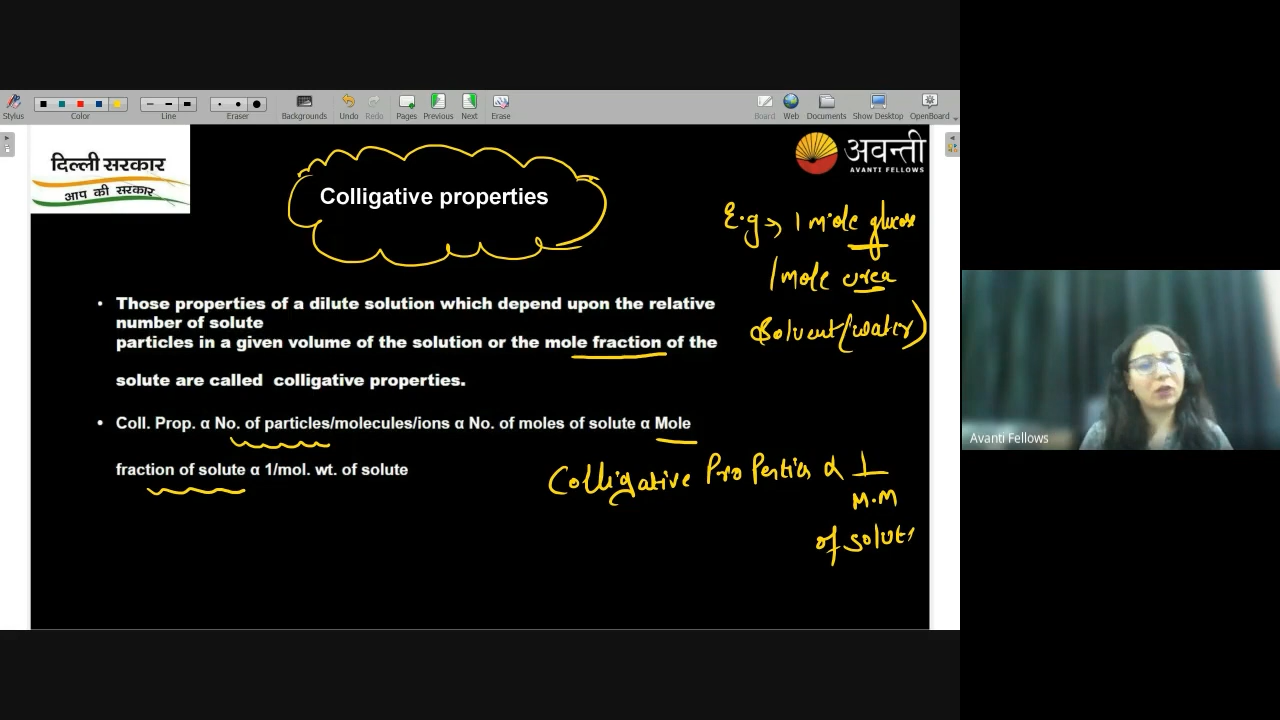 Stylus
Color
Line
Eraser
Backgrounds
Undo
Redo
Pages
Previous
Next
Erase
Board
Web
Documents
Show Desktop
OpenBoard
दिल्ली सरकार
आप की सरकार
अवन्ती
AVANTI FELLOWS
Colligative properties
E.g → 1 mole glucose
1 mole urea
Solvent (water)
• Those properties of a dilute solution which depend upon the relative
number of solute
particles in a given volume of the solution or the mole fraction of the
solute are called colligative properties.
• Coll. Prop. α No. of particles/molecules/ions α No. of moles of solute α Mole
fraction of solute α 1/mol. wt. of solute
Colligative Properties α 1
M.M
of solut
Avanti Fellows